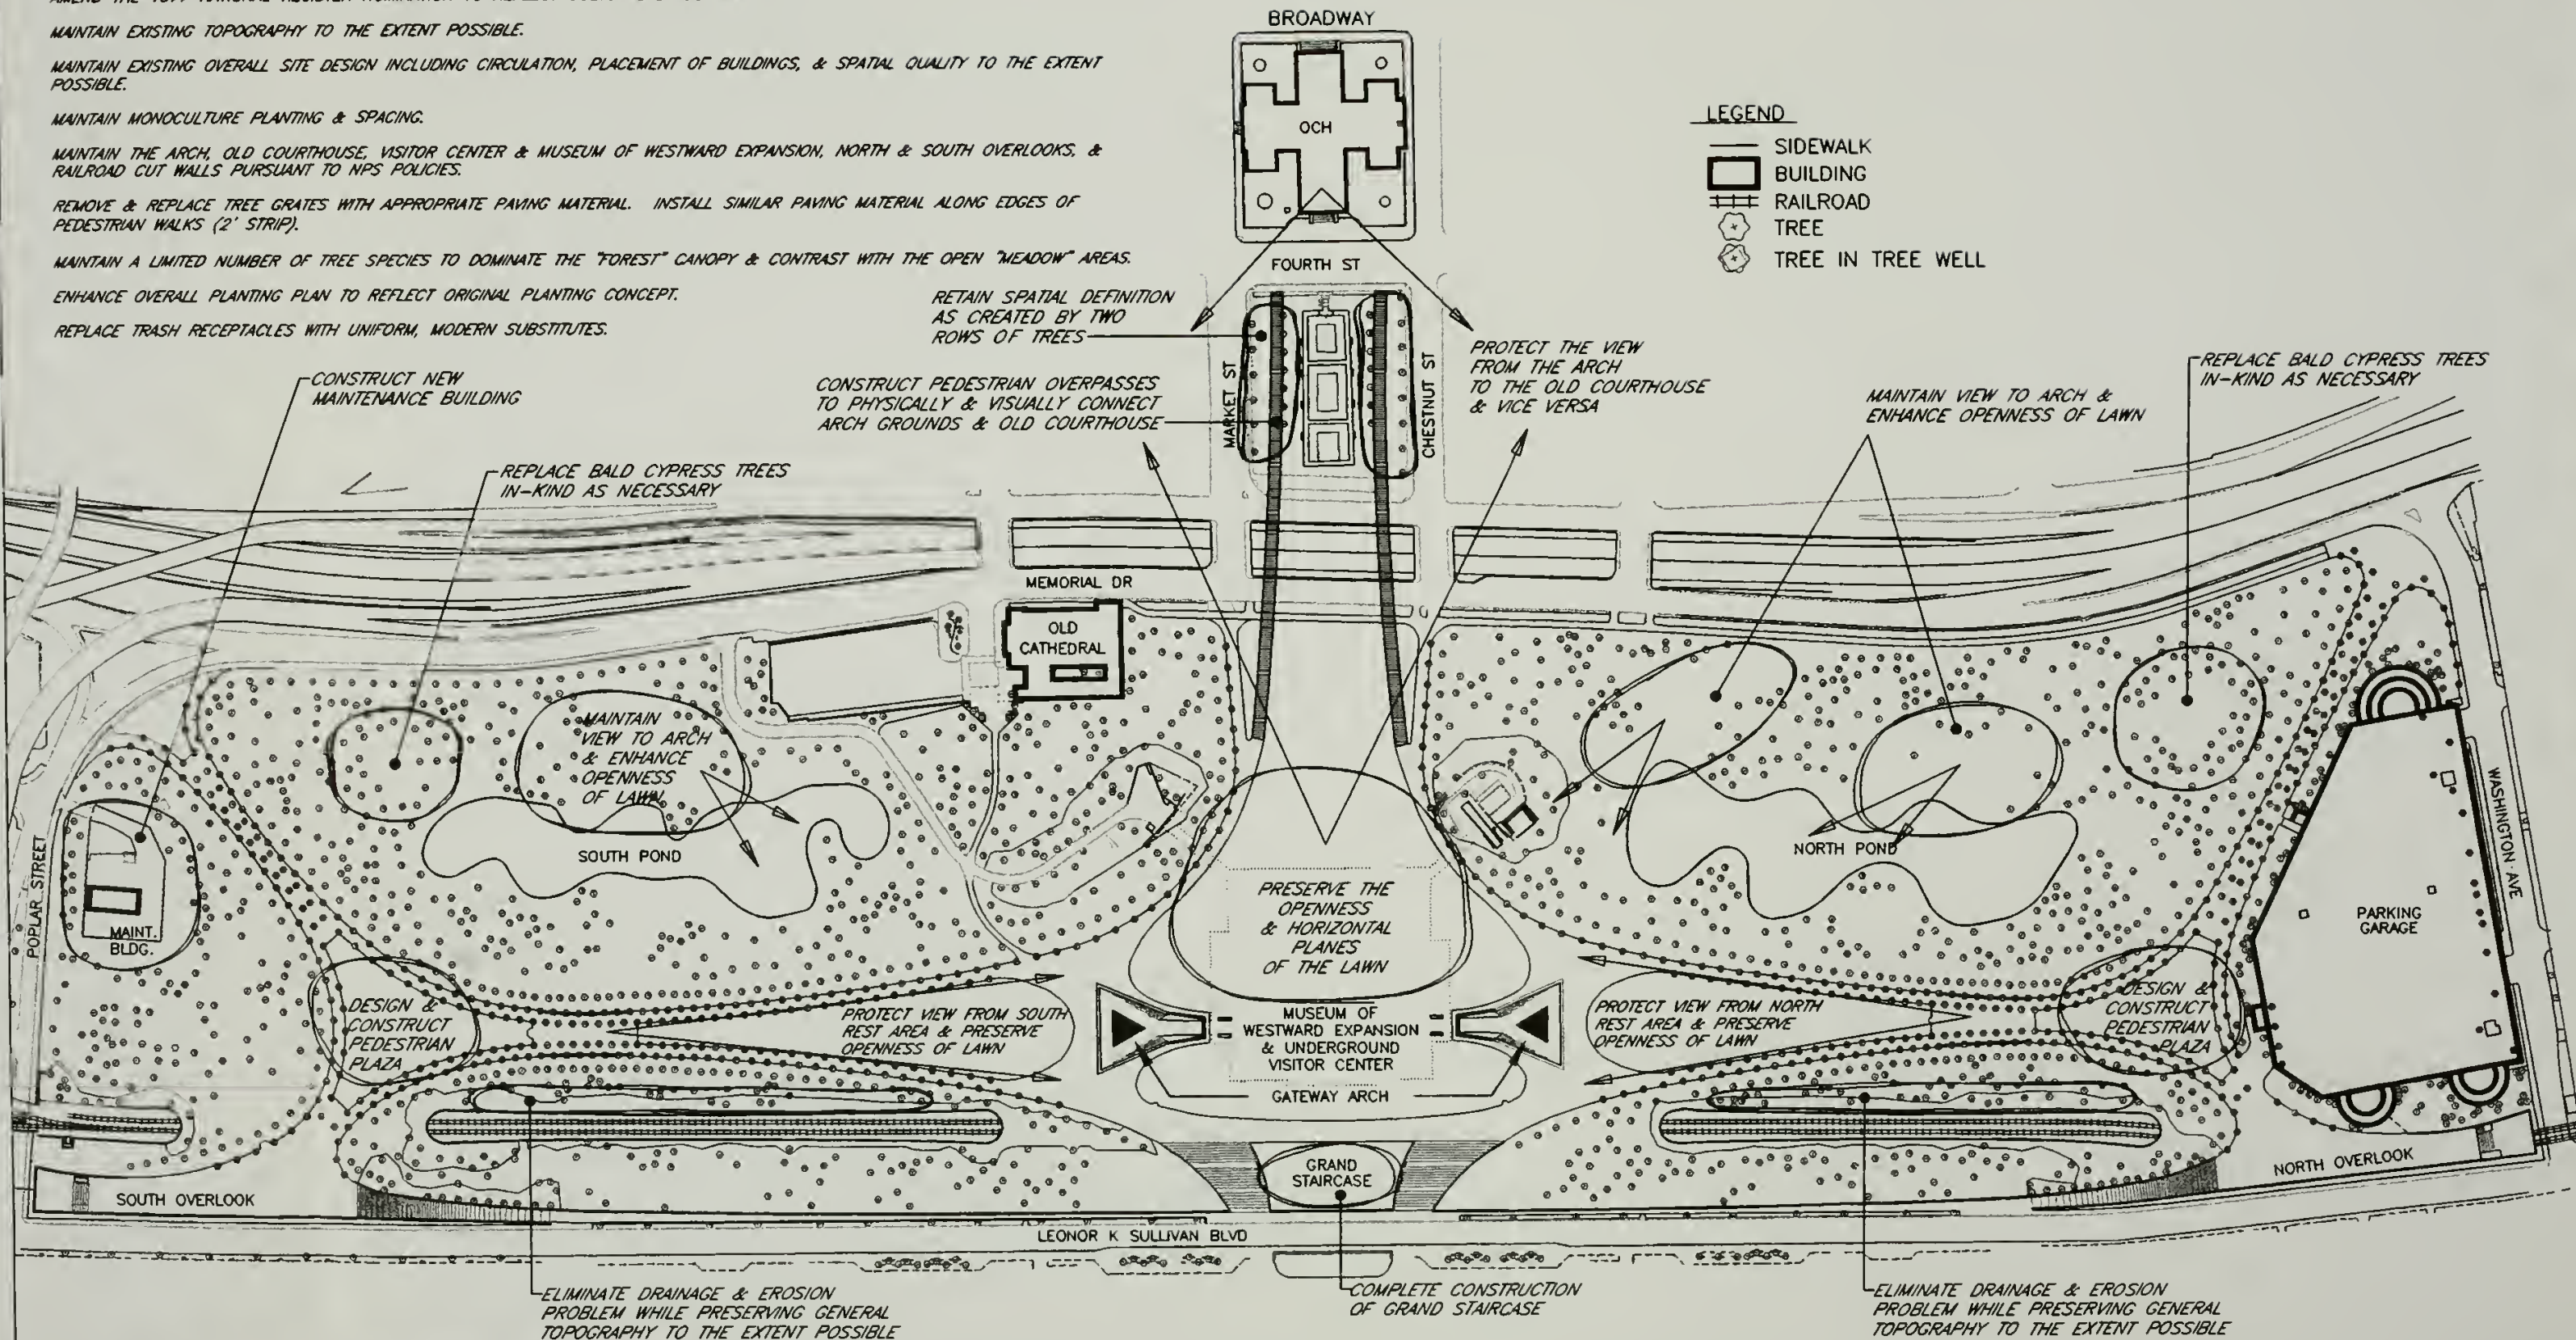 MAINTAIN EXISTING TOPOGRAPHY TO THE EXTENT POSSIBLE.
MAINTAIN EXISTING OVERALL SITE DESIGN INCLUDING CIRCULATION, PLACEMENT OF BUILDINGS, & SPATIAL QUALITY TO THE EXTENT
POSSIBLE.
MAINTAIN MONOCULTURE PLANTING & SPACING.
MAINTAIN THE ARCH, OLD COURTHOUSE, VISITOR CENTER & MUSEUM OF WESTWARD EXPANSION, NORTH & SOUTH OVERLOOKS, &
RAILROAD CUT WALLS PURSUANT TO NPS POLICIES.
REMOVE & REPLACE TREE GRATES WITH APPROPRIATE PAVING MATERIAL. INSTALL SIMILAR PAVING MATERIAL ALONG EDGES OF
PEDESTRIAN WALKS (2' STRIP).
MAINTAIN A LIMITED NUMBER OF TREE SPECIES TO DOMINATE THE "FOREST" CANOPY & CONTRAST WITH THE OPEN "MEADOW" AREAS.
ENHANCE OVERALL PLANTING PLAN TO REFLECT ORIGINAL PLANTING CONCEPT.
REPLACE TRASH RECEPTACLES WITH UNIFORM, MODERN SUBSTITUTES.
BROADWAY
OCH
FOURTH ST
LEGEND
SIDEWALK
BUILDING
RAILROAD
TREE
TREE IN TREE WELL
RETAIN SPATIAL DEFINITION
AS CREATED BY TWO
ROWS OF TREES
CONSTRUCT NEW
MAINTENANCE BUILDING
CONSTRUCT PEDESTRIAN OVERPASSES
TO PHYSICALLY & VISUALLY CONNECT
ARCH GROUNDS & OLD COURTHOUSE
MARKET ST
CHESTNUT ST
PROTECT THE VIEW
FROM THE ARCH
TO THE OLD COURTHOUSE
& VICE VERSA
MAINTAIN VIEW TO ARCH &
ENHANCE OPENNESS OF LAWN
REPLACE BALD CYPRESS TREES
IN-KIND AS NECESSARY
REPLACE BALD CYPRESS TREES
IN-KIND AS NECESSARY
MEMORIAL DR
OLD
CATHEDRAL
MAINTAIN
VIEW TO ARCH
& ENHANCE
OPENNESS
OF LAWN
SOUTH POND
NORTH POND
POPLAR STREET
MAINT.
BLDG.
WASHINGTON AVE
PARKING
GARAGE
PRESERVE THE
OPENNESS
& HORIZONTAL
PLANES
OF THE LAWN
DESIGN &
CONSTRUCT
PEDESTRIAN
PLAZA
PROTECT VIEW FROM SOUTH
REST AREA & PRESERVE
OPENNESS OF LAWN
MUSEUM OF
WESTWARD EXPANSION
& UNDERGROUND
VISITOR CENTER
GATEWAY ARCH
PROTECT VIEW FROM NORTH
REST AREA & PRESERVE
OPENNESS OF LAWN
DESIGN &
CONSTRUCT
PEDESTRIAN
PLAZA
GRAND
STAIRCASE
SOUTH OVERLOOK
NORTH OVERLOOK
LEONOR K SULLIVAN BLVD
ELIMINATE DRAINAGE & EROSION
PROBLEM WHILE PRESERVING GENERAL
TOPOGRAPHY TO THE EXTENT POSSIBLE
COMPLETE CONSTRUCTION
OF GRAND STAIRCASE
ELIMINATE DRAINAGE & EROSION
PROBLEM WHILE PRESERVING GENERAL
TOPOGRAPHY TO THE EXTENT POSSIBLE